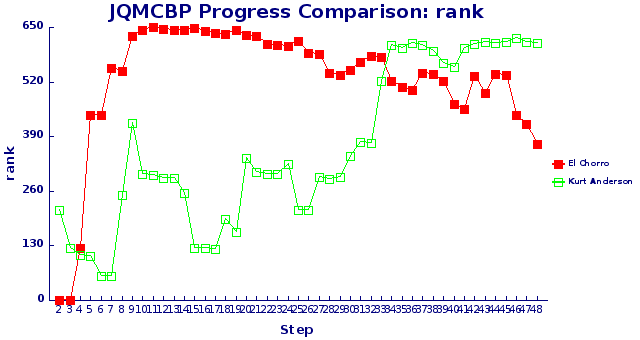 JQMCBP Progress Comparison: rank
650
520
390
260
130
0
rank
2 3 4 5 6 7 8 9 10 11 12 13 14 15 16 17 18 19 20 21 22 23 24 25 26 27 28 29 30 31 32 33 34 35 36 37 38 39 40 41 42 43 44 45 46 47 48
Step
El Chorro
Kurt Anderson